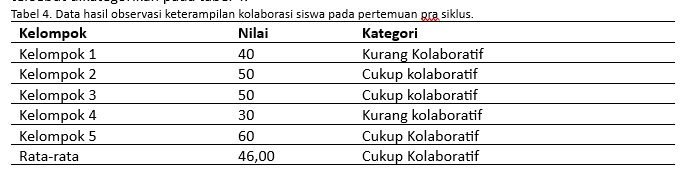 Tabel 4. Data hasil observasi keterampilan kolaborasi siswa pada pertemuan pra siklus.
Kelompok Nilai Kategori
Kelompok 1 40 Kurang Kolaboratif
Kelompok 2 50 Cukup kolaboratif
Kelompok 3 50 Cukup kolaboratif
Kelompok 4 30 Kurang kolaboratif
Kelompok 5 60 Cukup Kolaboratif
Rata-rata 46,00 Cukup Kolaboratif